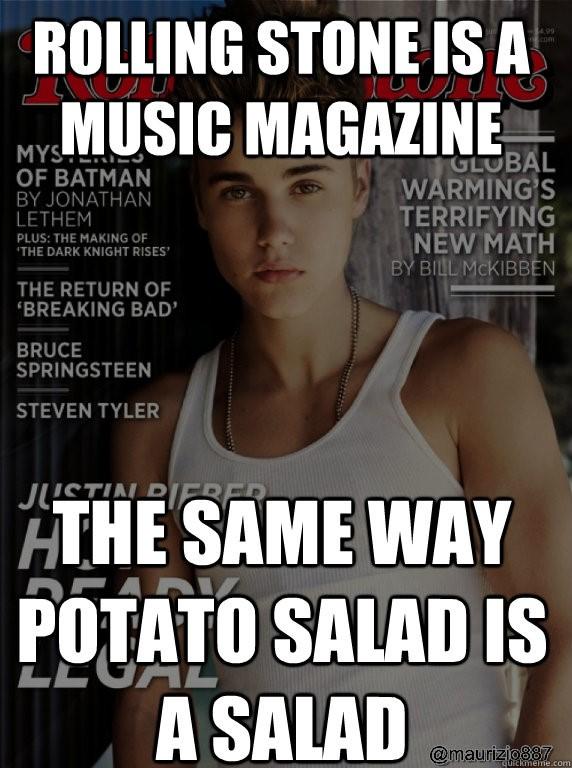 ROLLING STONE IS A
MUSIC MAGAZINE
OF BATMAN
BY JONATHAN
LETHEM
PLUS: THE MAKING OF
'THE DARK KNIGHT RISES'
THE RETURN OF
'BREAKING BAD'
BRUCE
SPRINGSTEEN
STEVEN TYLER
GLOBAL
WARMING'S
TERRIFYING
NEW MATH
BY BILL McKIBBEN
JUSTIN BIEBER
THE SAME WAY
READY
POTATO SALAD IS
LEGAL
A SALAD
@maurizio887
quickmeme.com